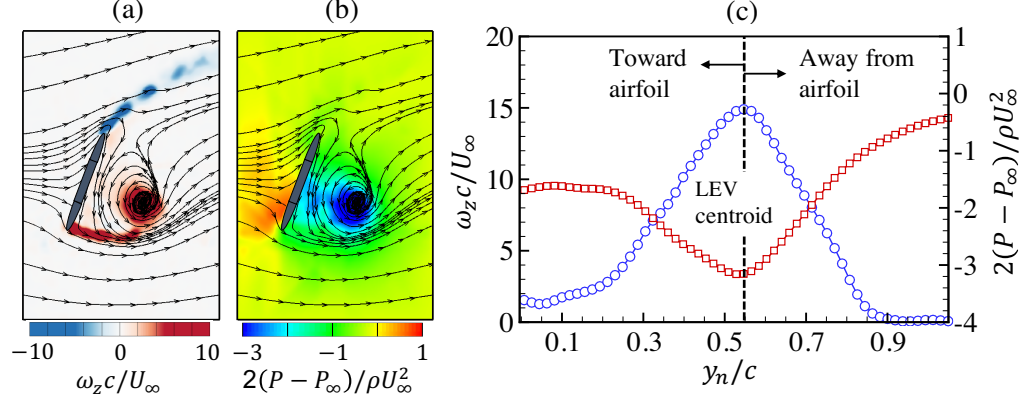 (a)
(b)
(c)
−10
0
10
ω_z c/U_∞
−3
−1
1
2(P − P_∞)/ρU_∞^2
20
15
10
5
0
ω_z c/U_∞
Toward
airfoil
Away from
airfoil
LEV
centroid
0.1
0.3
0.5
0.7
0.9
y_n/c
1
0
−1
−2
−3
−4
2(P − P_∞)/ρU_∞^2